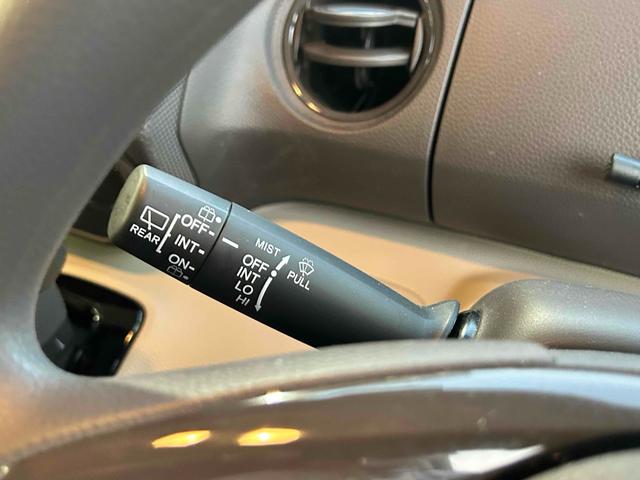 REAR
OFF
INT
ON
MIST
OFF
INT
LO
HI
PULL